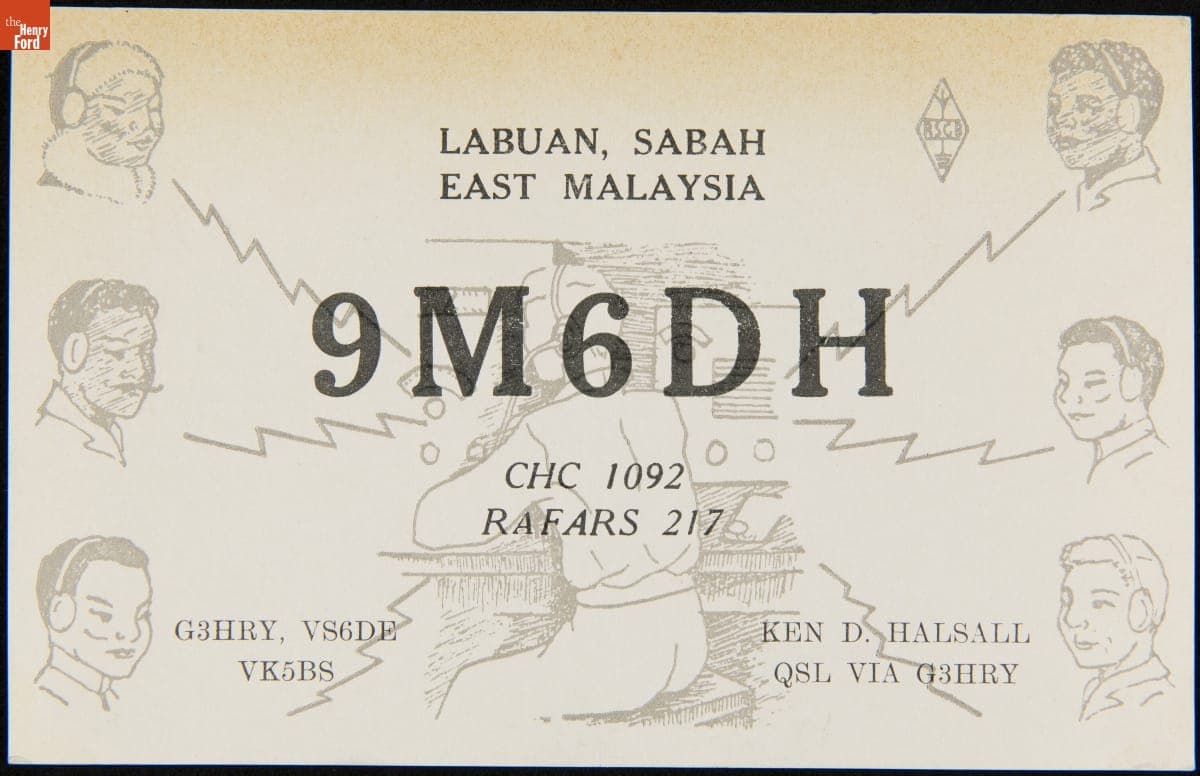 the
Henry
Ford
LABUAN, SABAH
EAST MALAYSIA
RSGB
9M6DH
CHC 1092
RAFARS 217
G3HRY, VS6DE
VK5BS
KEN D. HALSALL
QSL VIA G3HRY